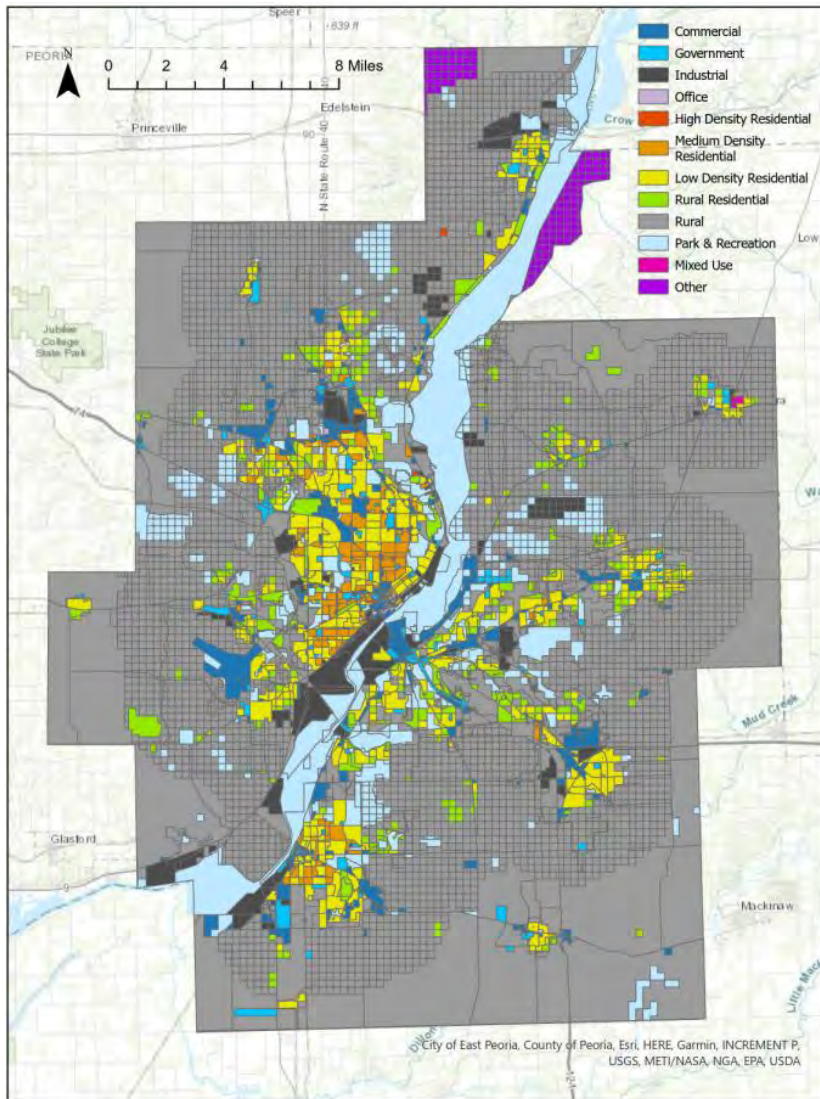 Speer
639 ft
PEORIA
N
0 2 4 8 Miles
Edelstein
Princeville
90
N State Route 40
40
Crow
Low
Jubilee
College
State Park
74
Mud Creek
Glasford
9
Mackinaw
Little Mac
Dillon
121
Commercial
Government
Industrial
Office
High Density Residential
Medium Density
Residential
Low Density Residential
Rural Residential
Rural
Park & Recreation
Mixed Use
Other
City of East Peoria, County of Peoria, Esri, HERE, Garmin, INCREMENT P,
USGS, METI/NASA, NGA, EPA, USDA